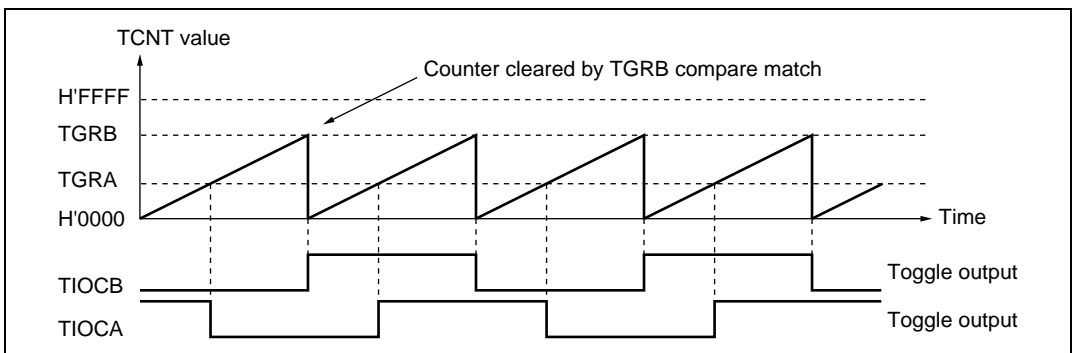 TCNT value
Counter cleared by TGRB compare match
H'FFFF
TGRB
TGRA
H'0000
Time
TIOCB
Toggle output
TIOCA
Toggle output